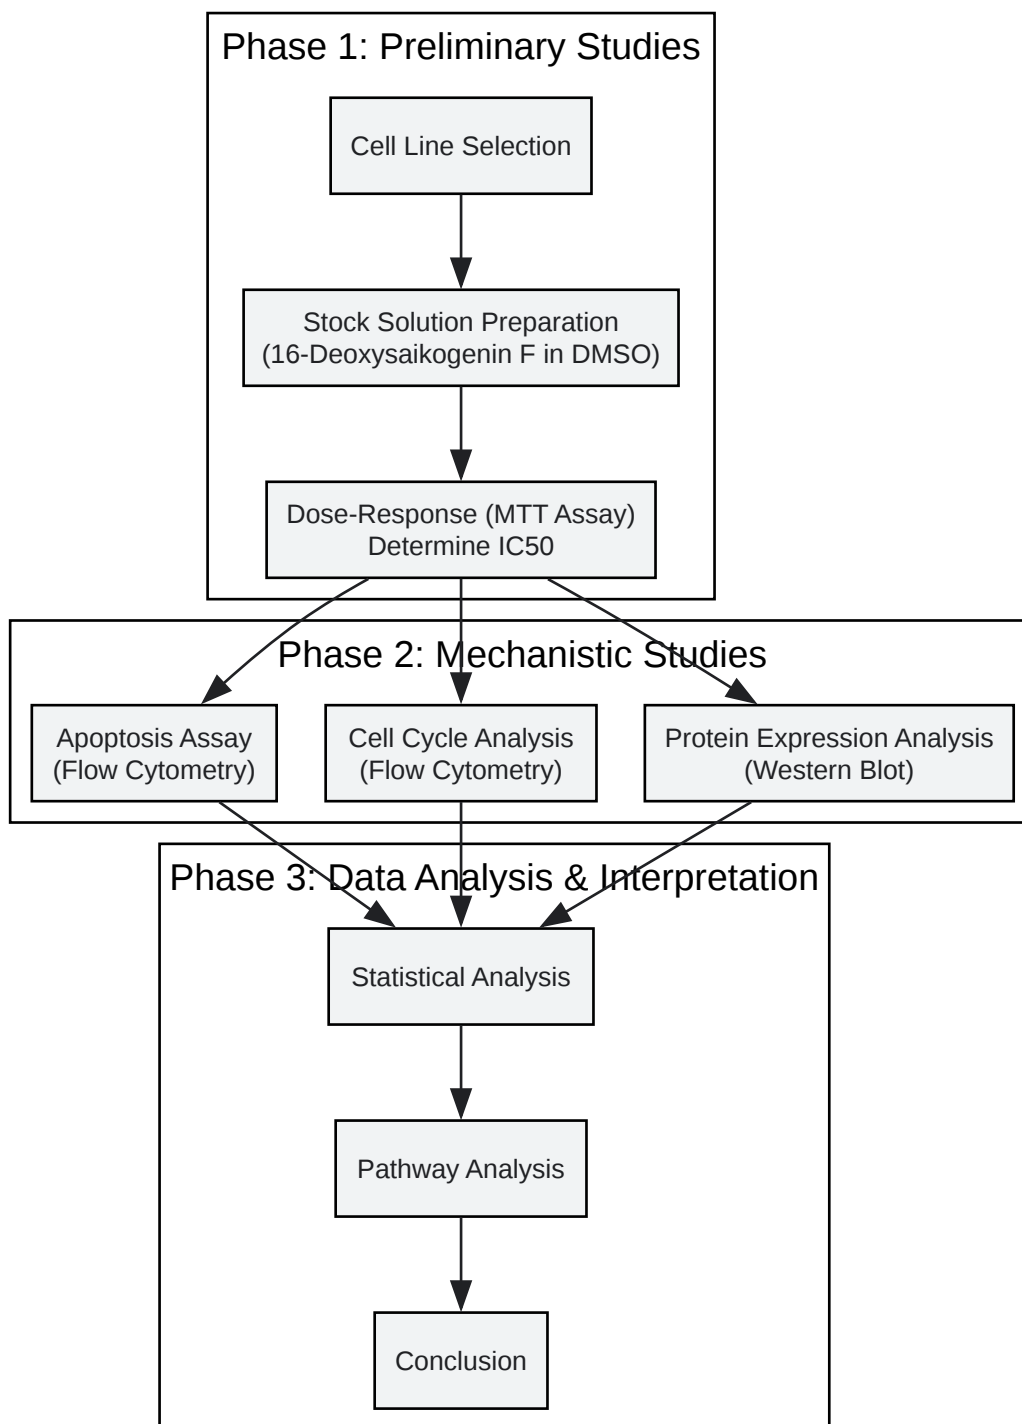 Phase 1: Preliminary Studies
Cell Line Selection
Stock Solution Preparation
(16-Deoxysaikogenin F in DMSO)
Dose-Response (MTT Assay)
Determine IC50
Phase 2: Mechanistic Studies
Apoptosis Assay
(Flow Cytometry)
Cell Cycle Analysis
(Flow Cytometry)
Protein Expression Analysis
(Western Blot)
Phase 3: Data Analysis & Interpretation
Statistical Analysis
Pathway Analysis
Conclusion